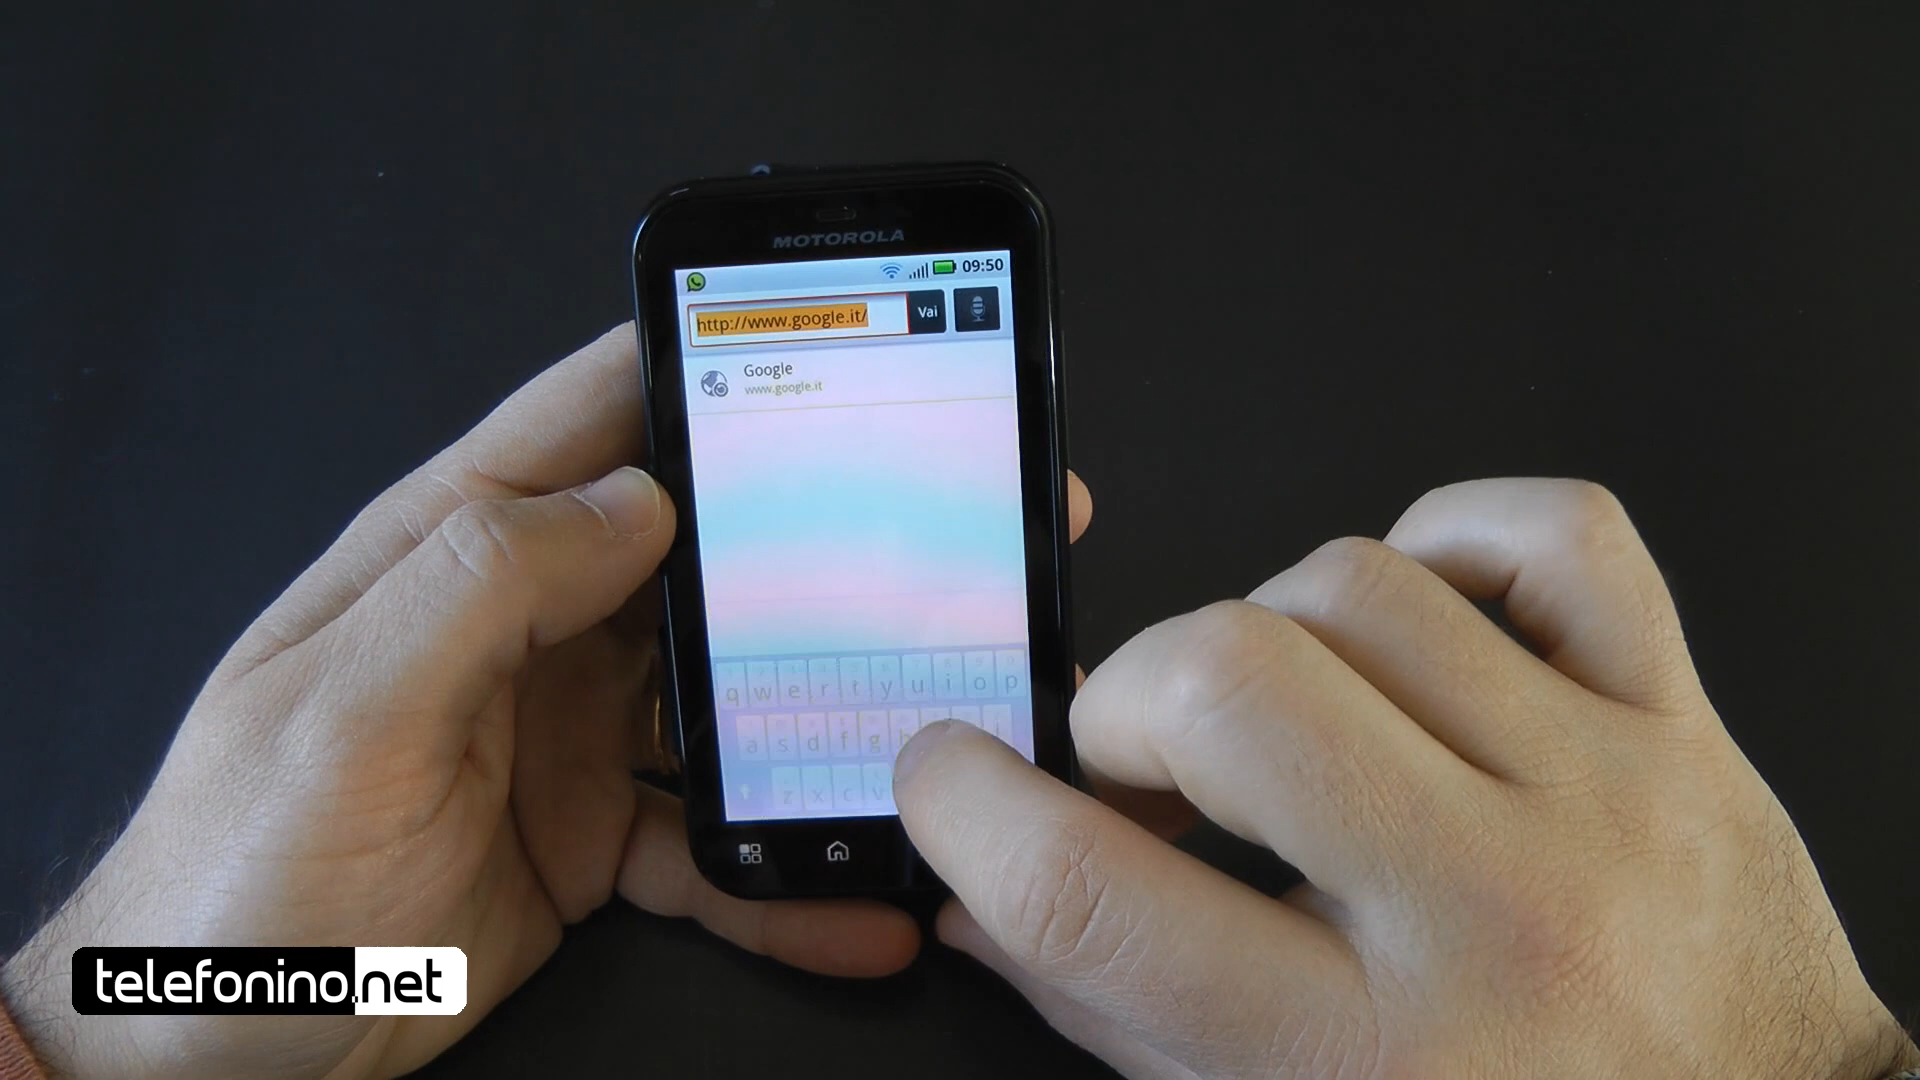 MOTOROLA
09:50
http://www.google.it/
Vai
Google
www.google.it
q w e r t y u i o p
a s d f g
z x c v
telefonino.net